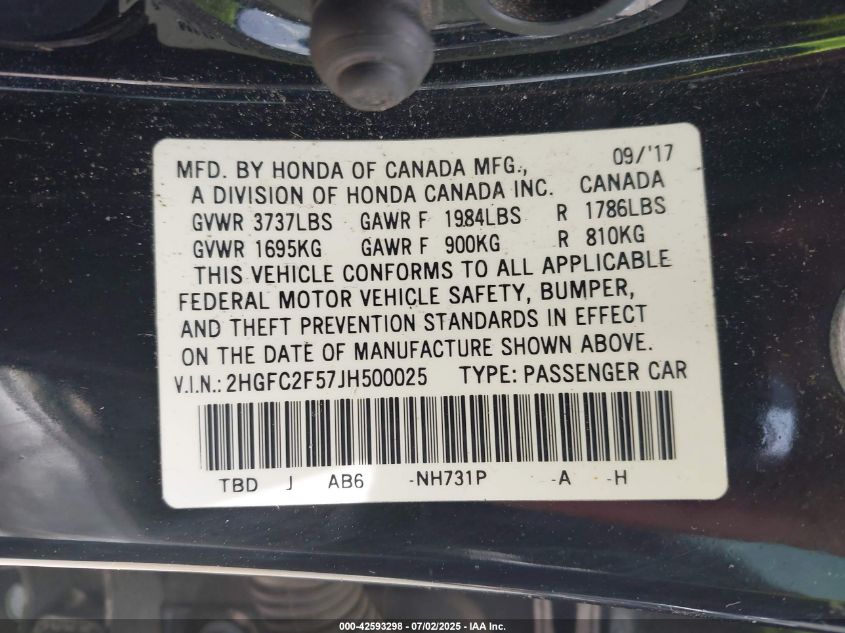 MFD. BY HONDA OF CANADA MFG., 09/'17
A DIVISION OF HONDA CANADA INC. CANADA
GVWR 3737LBS GAWR F 1984LBS R 1786LBS
GVWR 1695KG GAWR F 900KG R 810KG
THIS VEHICLE CONFORMS TO ALL APPLICABLE
FEDERAL MOTOR VEHICLE SAFETY, BUMPER,
AND THEFT PREVENTION STANDARDS IN EFFECT
ON THE DATE OF MANUFACTURE SHOWN ABOVE.
V.I.N.: 2HGFC2F57JH500025 TYPE: PASSENGER CAR
TBD J AB6 -NH731P -A -H
000-42593298 - 07/02/2025 - IAA Inc.